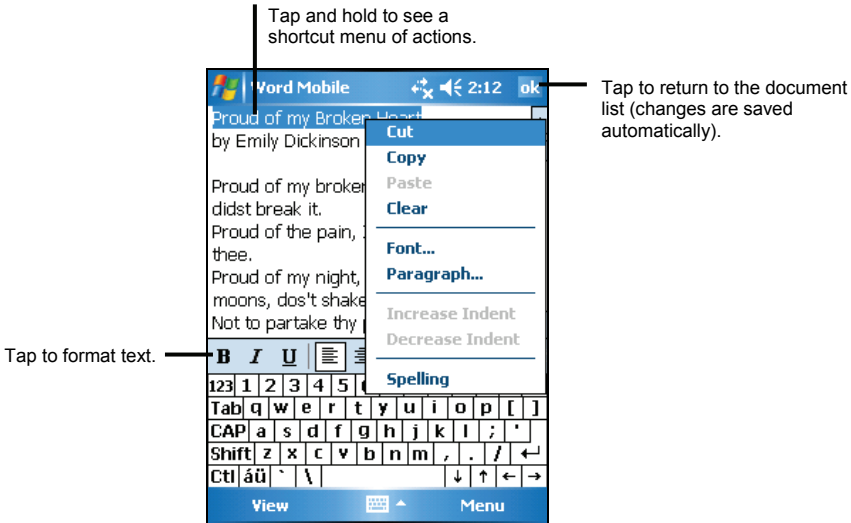 Tap and hold to see a
shortcut menu of actions.
Word Mobile 2:12 ok
Tap to return to the document
list (changes are saved
automatically).
Proud of my Broken Heart
by Emily Dickinson
Proud of my broken
didst break it.
Proud of the pain,
thee.
Proud of my night,
moons, dos't shake
Not to partake thy
Cut
Copy
Paste
Clear
Font...
Paragraph...
Increase Indent
Decrease Indent
Spelling
Tap to format text.
B I U
123 1 2 3 4 5
Tab q w e r t y u i o p [ ]
CAP a s d f g h j k l ; '
Shift z x c v b n m , . / ↵
Ctl áü ` \ ↓ ↑ ← →
View Menu